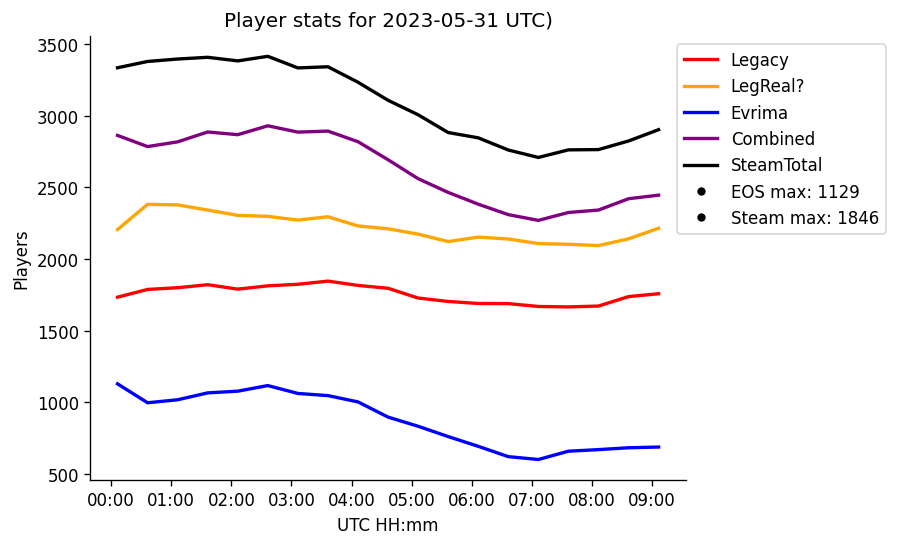 Player stats for 2023-05-31 UTC)
3500
3000
2500
2000
1500
1000
500
Players
00:00 01:00 02:00 03:00 04:00 05:00 06:00 07:00 08:00 09:00
UTC HH:mm
Legacy
LegReal?
Evrima
Combined
SteamTotal
EOS max: 1129
Steam max: 1846